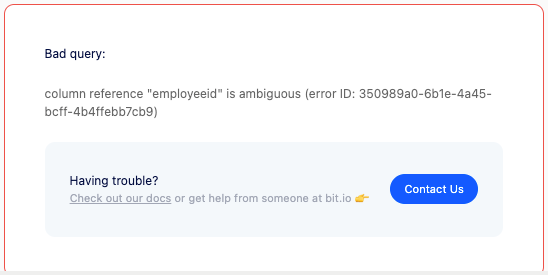 Bad query:
column reference "employeeid" is ambiguous (error ID: 350989a0-6b1e-4a45-
bcff-4b4ffebb7cb9)
Having trouble?
Check out our docs or get help from someone at bit.io 👉
Contact Us